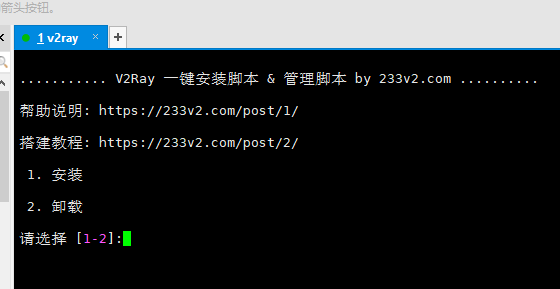 箭头按钮。
1 v2ray
........... V2Ray 一键安装脚本 & 管理脚本 by 233v2.com ..........
帮助说明: https://233v2.com/post/1/
搭建教程: https://233v2.com/post/2/
1. 安装
2. 卸载
请选择 [1-2]: